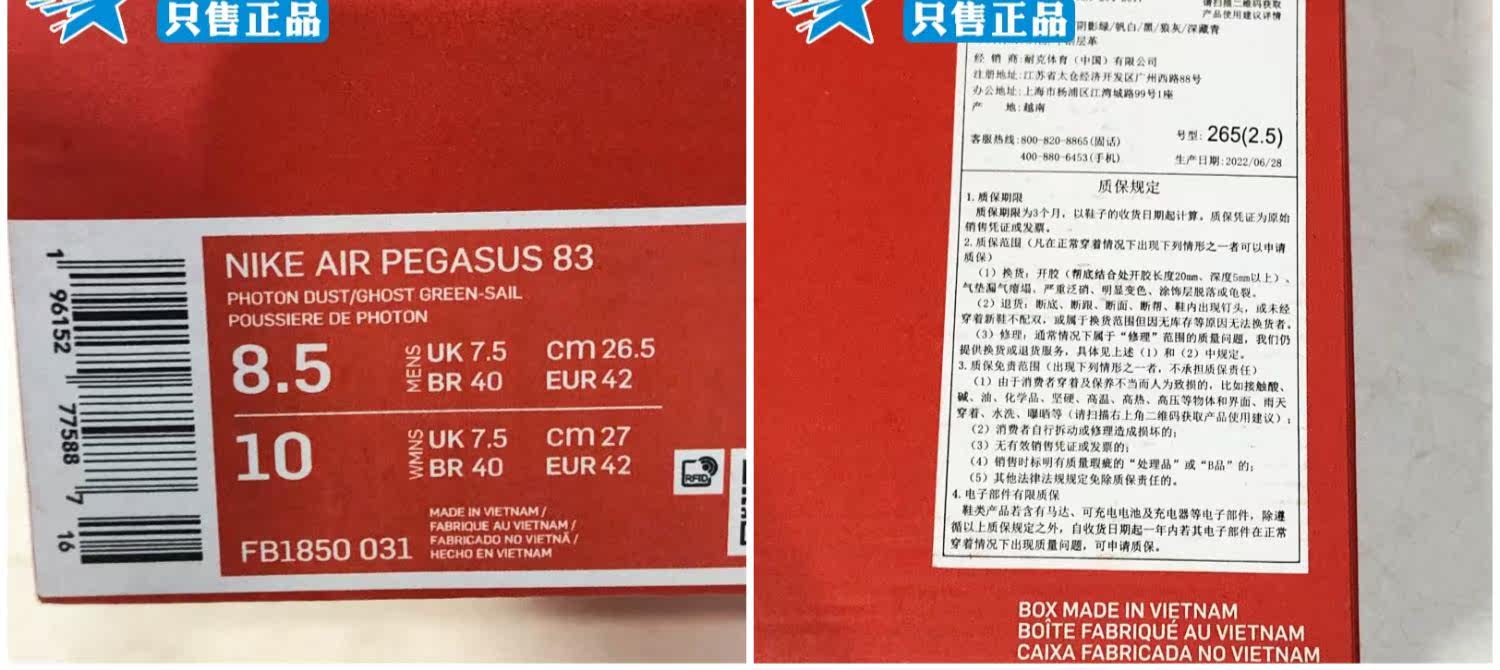 只售正品
1 96152 77588 7 16
NIKE AIR PEGASUS 83
PHOTON DUST/GHOST GREEN-SAIL
POUSSIERE DE PHOTON
8.5
MENS
UK 7.5
CM 26.5
BR 40
EUR 42
10
WMNS
UK 7.5
CM 27
BR 40
EUR 42
RFID
FB1850 031
MADE IN VIETNAM /
FABRIQUE AU VIETNAM /
FABRICADO NO VIETNÃ /
HECHO EN VIETNAM
只售正品
请扫描二维码获取
产品使用建议详情
阴影绿/帆白/黑/狼灰/深藏青
层革
经 销 商:耐克体育(中国)有限公司
注册地址:江苏省太仓经济开发区广州西路88号
办公地址:上海市杨浦区江湾城路99号1座
产 地:越南
客服热线:800-820-8865(固话)
400-880-6453(手机)
号型: 265(2.5)
生产日期:2022/06/28
质保规定
1.质保期限
质保期限为3个月，以鞋子的收货日期起计算。质保凭证为原始
销售凭证或发票。
2.质保范围（凡在正常穿着情况下出现下列情形之一者可以申请
质保）
（1）换货：开胶（帮底结合处开胶长度20mm、深度5mm以上）、
气垫漏气瘪塌、严重泛硝、明显变色、涂饰层脱落或龟裂。
（2）退货：断底、断跟、断面、断帮、鞋内出现钉头，或未经
穿着新鞋不配双，或属于换货范围但因无库存等原因无法换货者。
（3）修理：通常情况下属于“修理”范围的质量问题，我们仍
提供换货或退货服务，具体见上述（1）和（2）中规定。
3.质保免责范围（出现下列情形之一者，不承担质保责任）
（1）由于消费者穿着及保养不当而人为致损的，比如接触酸、
碱、油、化学品、坚硬、高温、高热、高压等物体和界面、雨天
穿着、水洗、曝晒等（请扫描右上角二维码获取产品使用建议）；
（2）消费者自行拆动或修理造成损坏的；
（3）无有效销售凭证或发票的；
（4）销售时标明有质量瑕疵的“处理品”或“B品”的；
（5）其他法律法规规定免除质保责任的。
4.电子部件有限质保
鞋类产品若含有马达、可充电电池及充电器等电子部件，除遵
循以上质保规定之外，自收货日期起一年内若其电子部件在正常
穿着情况下出现质量问题，可申请质保。
BOX MADE IN VIETNAM
BOÎTE FABRIQUÉ AU VIETNAM
CAIXA FABRICADA NO VIETNAM